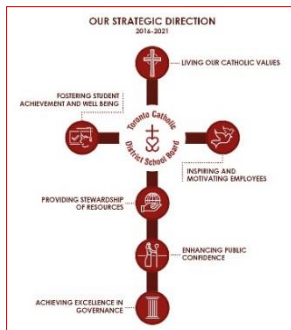 OUR STRATEGIC DIRECTION
2016-2021
LIVING OUR CATHOLIC VALUES
FOSTERING STUDENT
ACHIEVEMENT AND WELL BEING
Toronto Catholic
District School Board
INSPIRING AND
MOTIVATING EMPLOYEES
PROVIDING STEWARDSHIP
OF RESOURCES
ENHANCING PUBLIC
CONFIDENCE
ACHIEVING EXCELLENCE IN
GOVERNANCE